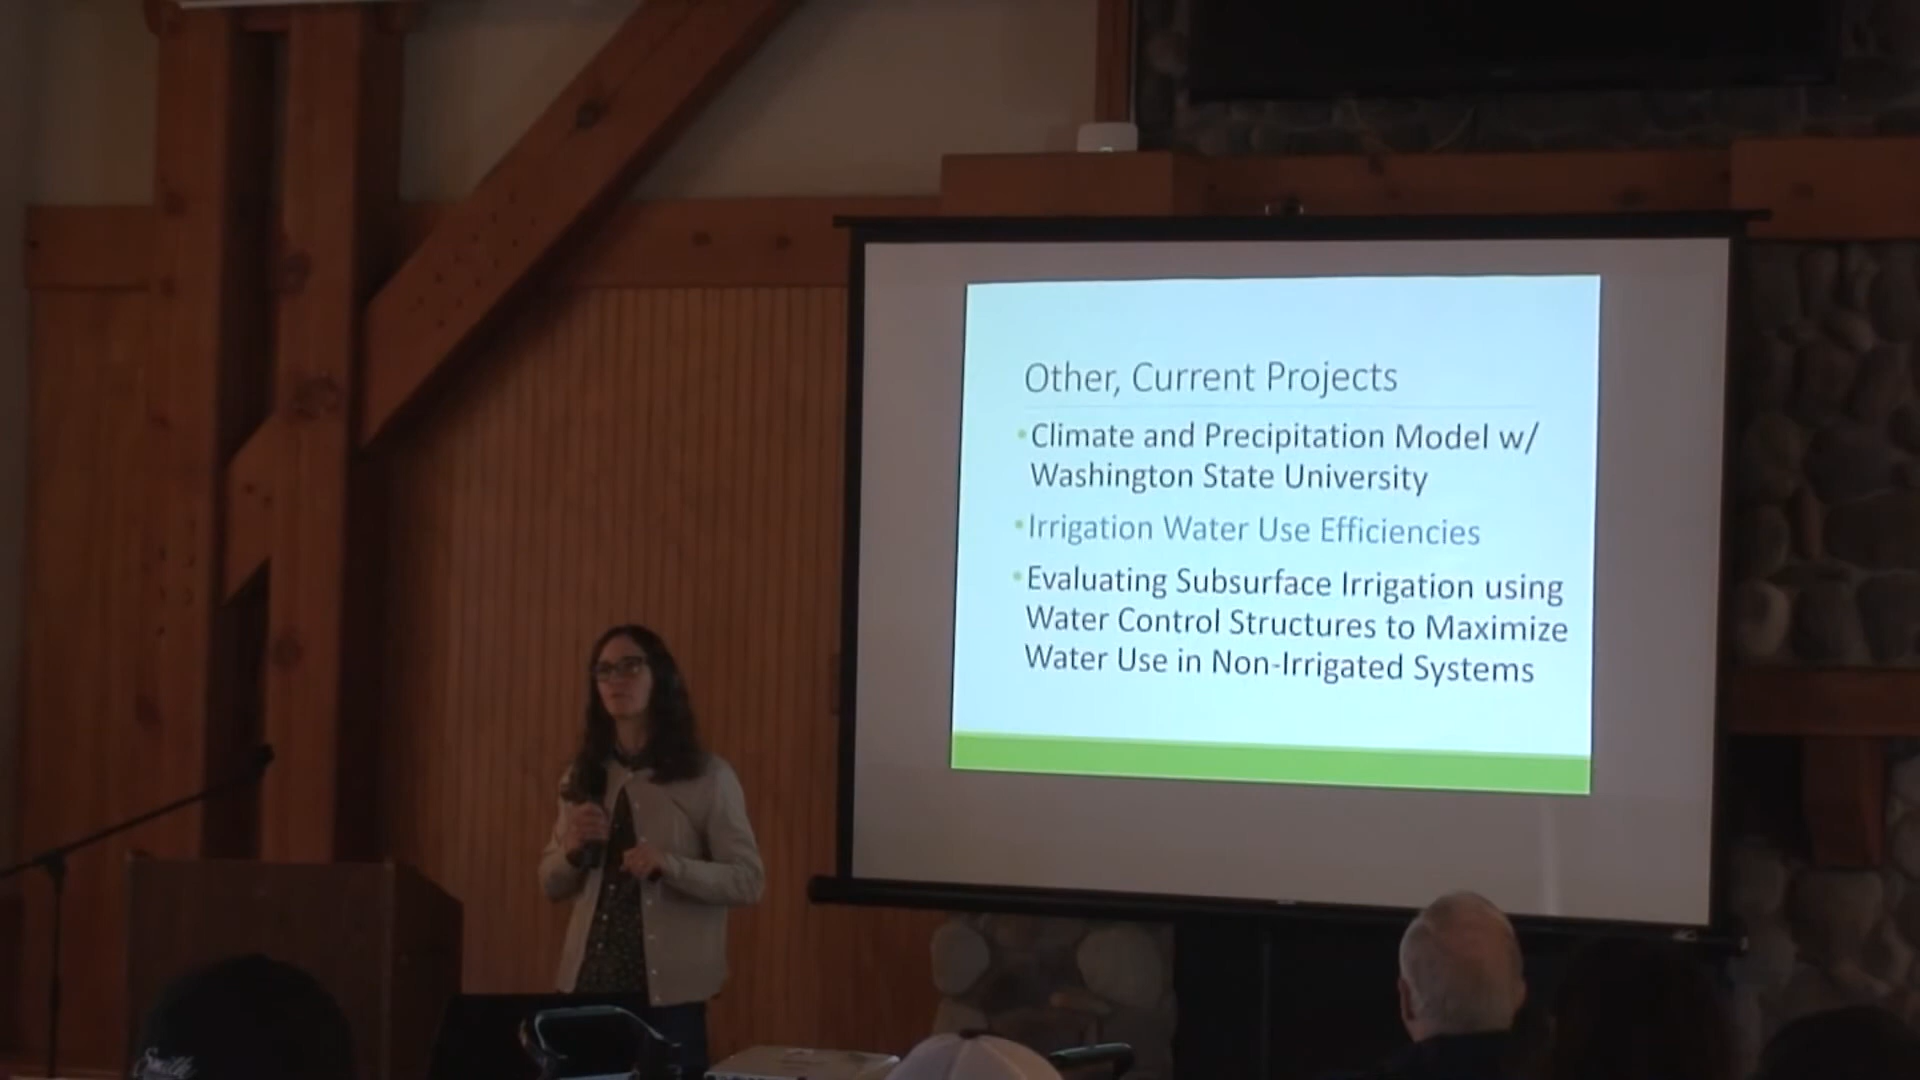 Other, Current Projects
•Climate and Precipitation Model w/
Washington State University
•Irrigation Water Use Efficiencies
•Evaluating Subsurface Irrigation using
Water Control Structures to Maximize
Water Use in Non-Irrigated Systems